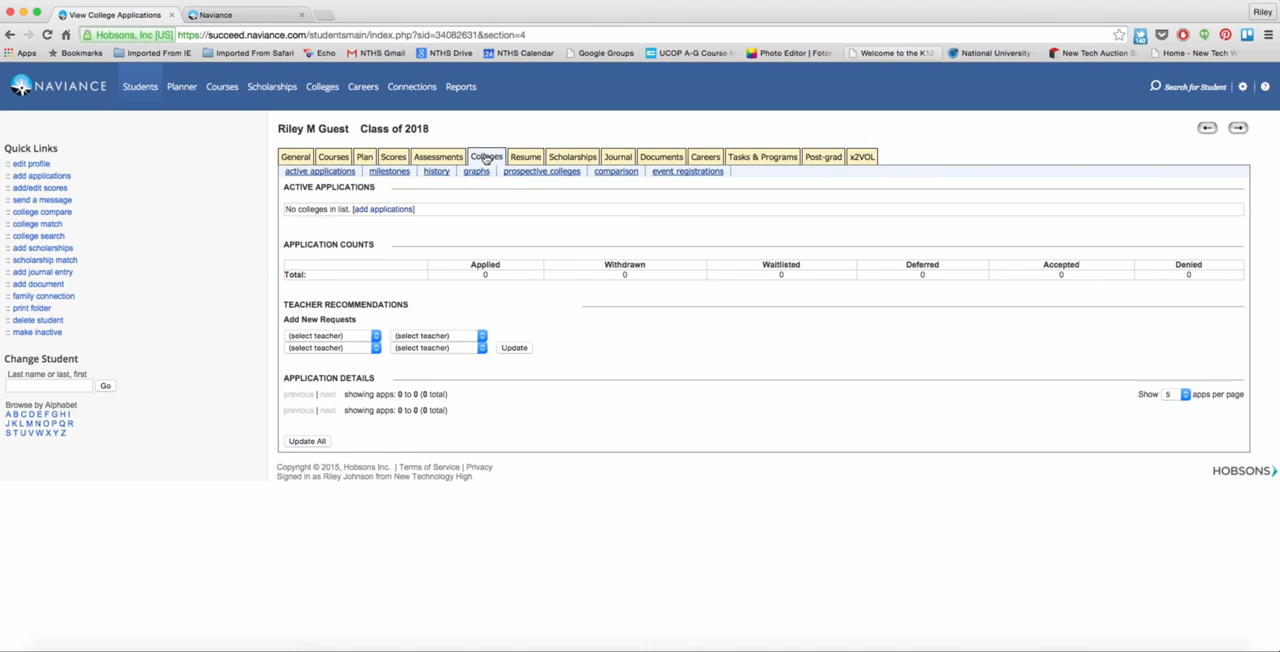 View College Applications
Naviance
Riley
Hobsons, Inc [US] https://succeed.naviance.com/studentsmain/index.php?sid=34082631&section=4
140
Apps Bookmarks Imported From IE Imported From Safari Echo NTHS Gmail NTHS Drive NTHS Calendar Google Groups UCOP A-G Course Photo Editor | Fotor Welcome to the K12 National University New Tech Auction Home - New Tech
NAVIANCE Students Planner Courses Scholarships Colleges Careers Connections Reports Search for Student
Riley M Guest Class of 2018
Quick Links
:: edit profile
:: add applications
:: add/edit scores
:: send a message
:: college compare
:: college match
:: college search
:: add scholarships
:: scholarship match
:: add journal entry
:: add document
:: family connection
:: print folder
:: delete student
:: make inactive
Change Student
Last name or last, first
Go
Browse by Alphabet
A B C D E F G H I
J K L M N O P Q R
S T U V W X Y Z
General Courses Plan Scores Assessments Colleges Resume Scholarships Journal Documents Careers Tasks & Programs Post-grad x2VOL
active applications | milestones | history | graphs | prospective colleges | comparison | event registrations |
ACTIVE APPLICATIONS
No colleges in list. [add applications]
APPLICATION COUNTS
Applied Withdrawn Waitlisted Deferred Accepted Denied
Total: 0 0 0 0 0 0
TEACHER RECOMMENDATIONS
Add New Requests
(select teacher) (select teacher)
(select teacher) (select teacher) Update
APPLICATION DETAILS
previous | next showing apps: 0 to 0 (0 total) Show 5 apps per page
previous | next showing apps: 0 to 0 (0 total)
Update All
Copyright © 2015, Hobsons Inc. | Terms of Service | Privacy
Signed in as Riley Johnson from New Technology High
HOBSONS